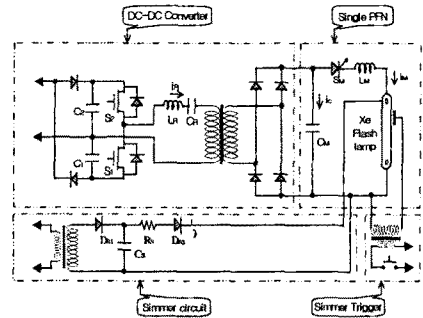 DC-DC Converter
Single PFN
C2
S2
iR
LR
CR
C1
S1
SM
LM
iM
iC
CM
Xe
Flash
lamp
DS1
RS
DS2
CS
Simmer circuit
Simmer Trigger